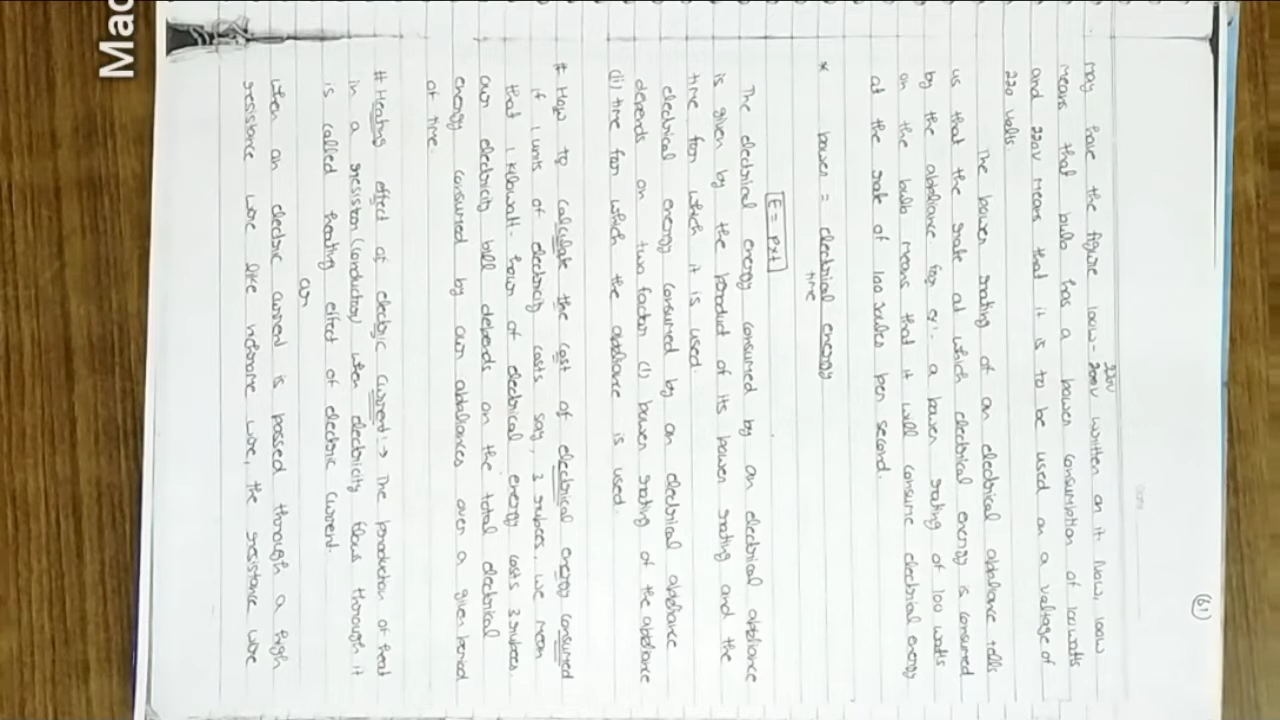 (61)
220V
may have the figure 100W - 200V written on it. Now, 100W
means that bulb has a power consumption of 100 watts
and 220V means that it is to be used on a voltage of
220 volts.
The power rating of an electrical appliance tells
us that the rate at which electrical energy is consumed
by the appliance for ex:- a power rating of 100 watts
on the bulb means that it will consume electrical energy
at the rate of 100 Joules per second.
* power = electrical energy
time
E = P×t
The electrical energy consumed by an electrical appliance
is given by the product of its power rating and the
time for which it is used.
electrical energy consumed by an electrical appliance
depends on two factor (i) power rating of the appliance
(ii) time for which the appliance is used.
# How to calculate the cost of electrical energy consumed
if 1 units of electricity costs say, 3 rupees, we mean
that 1 kilowatt-hour of electrical energy costs 3 rupees.
our electricity bill depends on the total electrical
energy consumed by our appliances over a given period
of time.
# Heating effect of electric current :→ The production of heat
in a resistor (conductor) when electricity flows through it
is called heating effect of electric current.
or
when an electric current is passed through a high
resistance wire like nichrome wire, the resistance wire
Mad